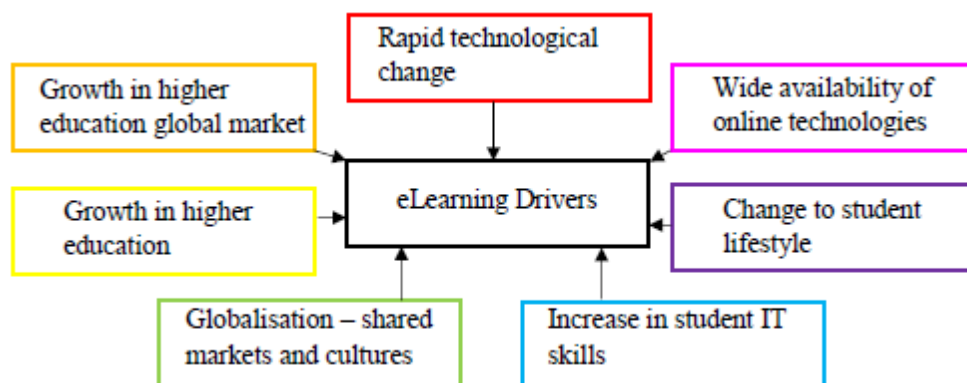 Rapid technological
change
Growth in higher
education global market
Wide availability of
online technologies
eLearning Drivers
Growth in higher
education
Change to student
lifestyle
Globalisation – shared
markets and cultures
Increase in student IT
skills